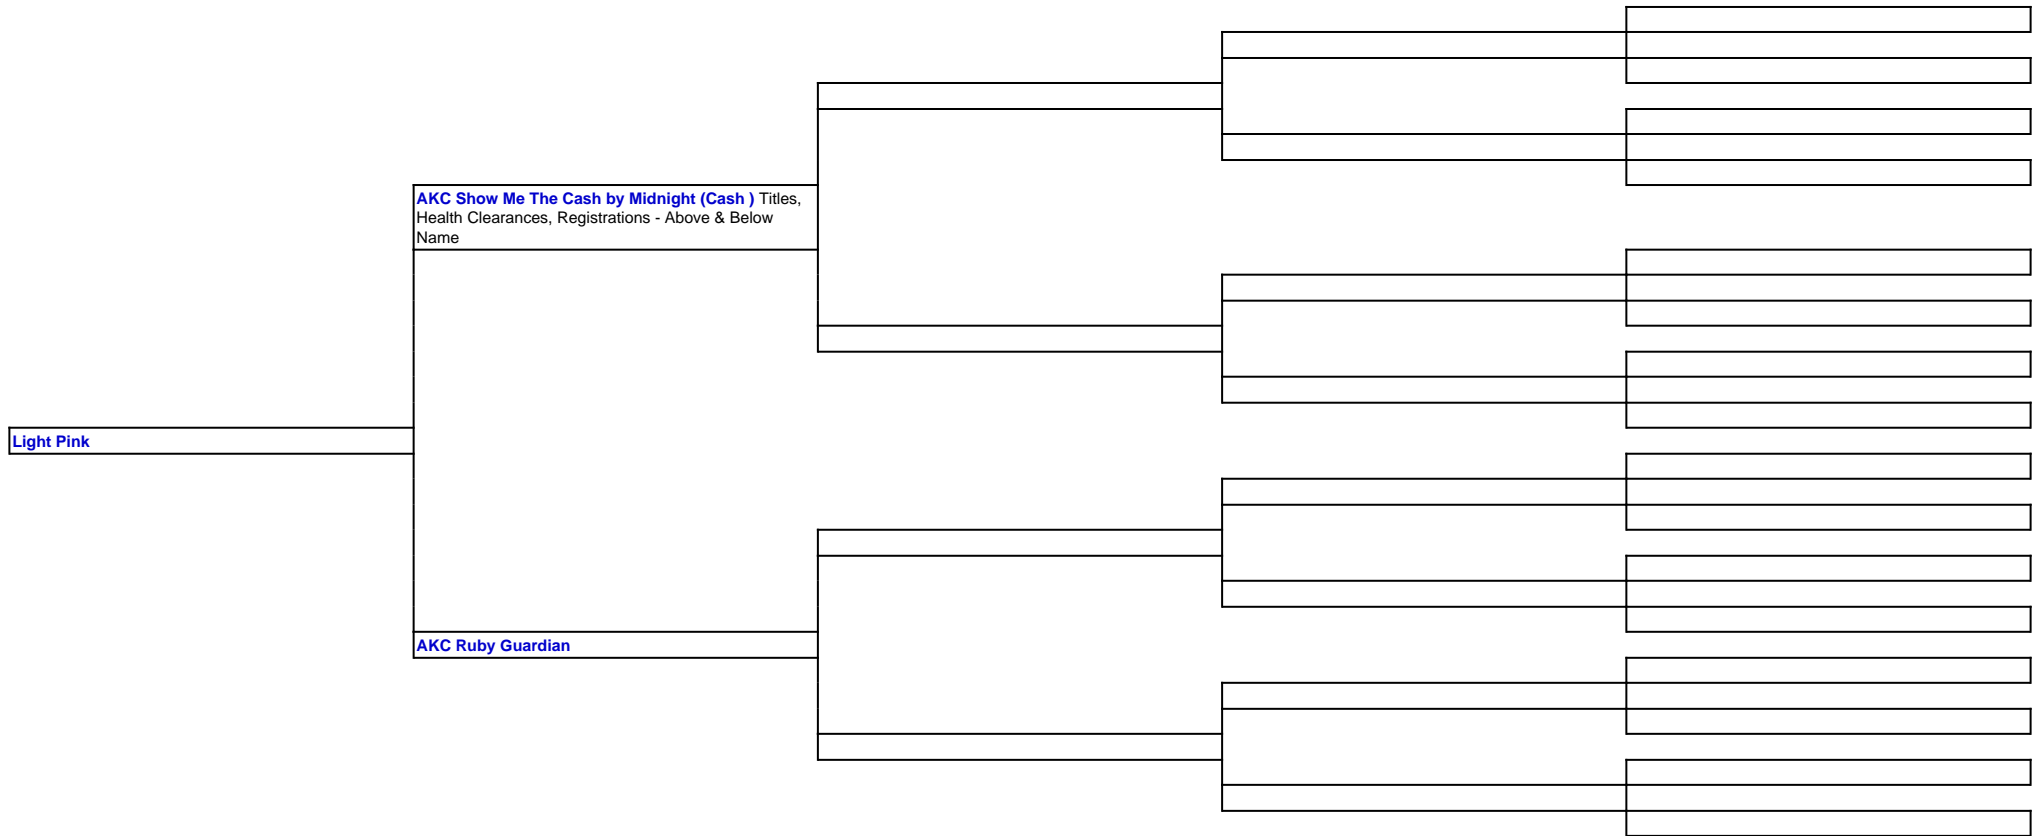 AKC Show Me The Cash by Midnight (Cash ) Titles,
Health Clearances, Registrations - Above & Below
Name
Light Pink
AKC Ruby Guardian